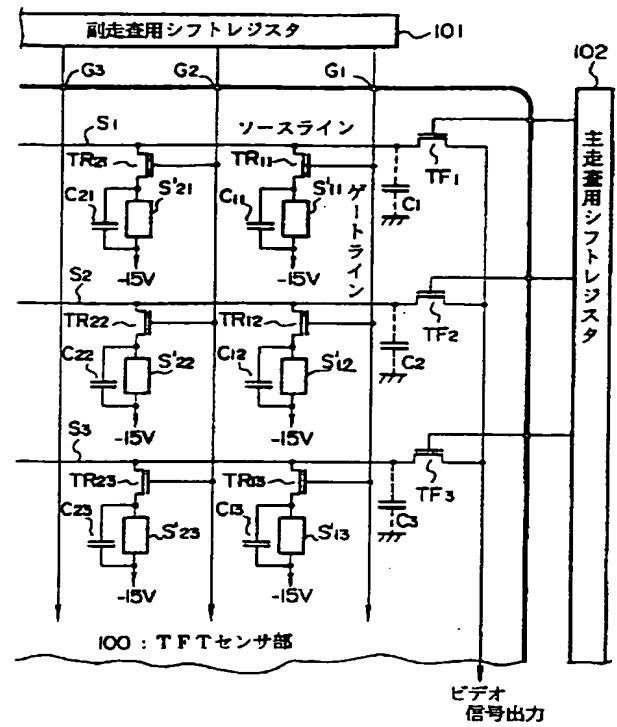 副走査用シフトレジスタ
101
102
G3
G2
G1
S1
ソースライン
TR21
TR11
TF1
C21
S'21
C11
S'11
C1
ゲートライン
主走査用シフトレジスタ
-15V
-15V
S2
TR22
TR12
TF2
C22
S'22
C12
S'12
C2
-15V
-15V
S3
TR23
TR13
TF3
C23
S'23
C13
S'13
C3
-15V
-15V
100:TFTセンサ部
ビデオ
信号出力